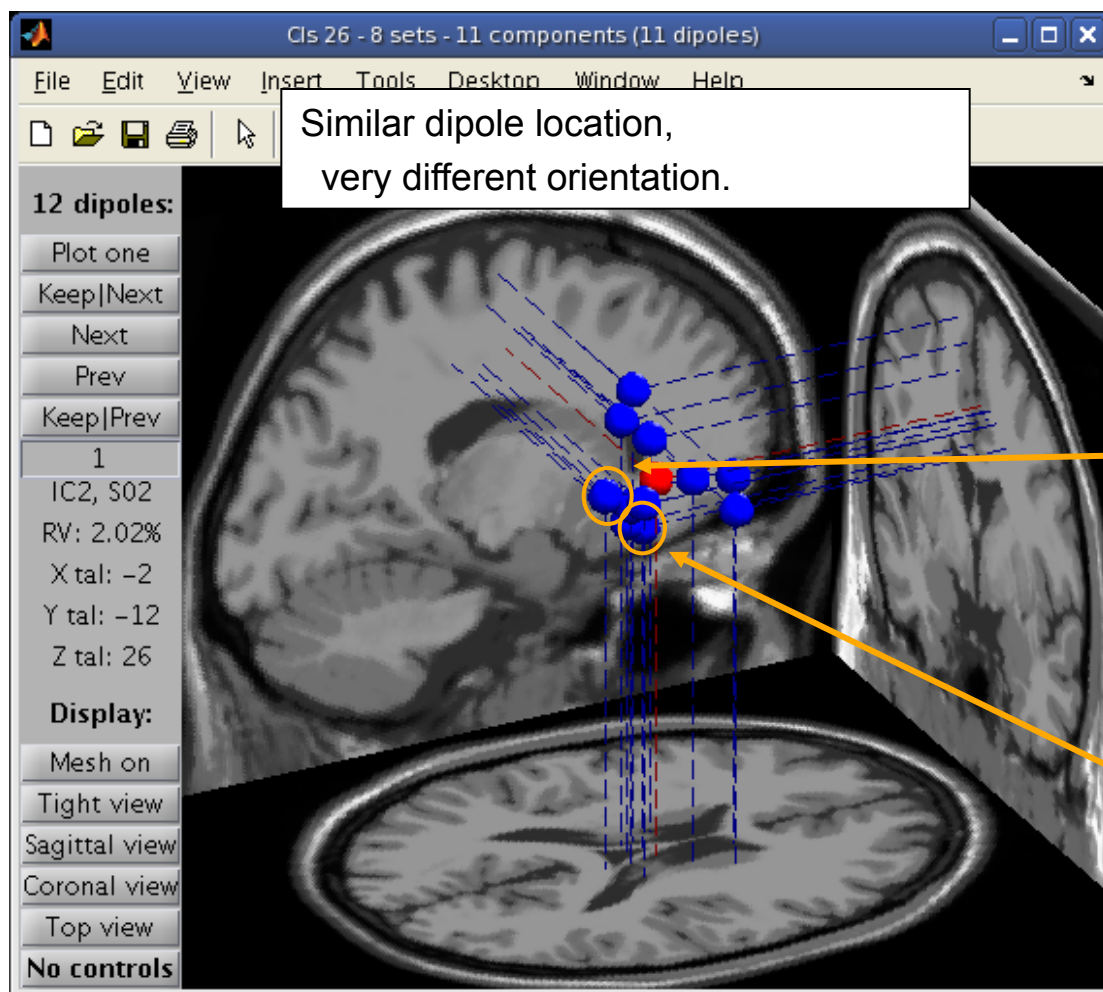 Cls 26 - 8 sets - 11 components (11 dipoles)
File Edit View Insert Tools Desktop Window Help
Similar dipole location,
very different orientation.
12 dipoles:
Plot one
Keep|Next
Next
Prev
Keep|Prev
1
IC2, S02
RV: 2.02%
X tal: -2
Y tal: -12
Z tal: 26
Display:
Mesh on
Tight view
Sagittal view
Coronal view
Top view
No controls